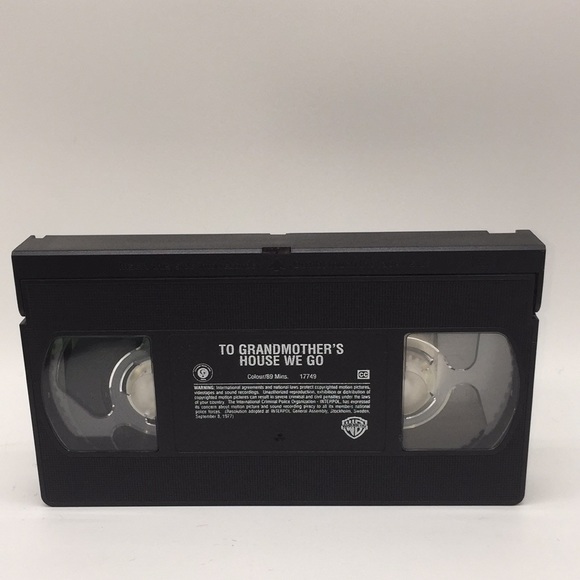 TO GRANDMOTHER'S
HOUSE WE GO
Colour/89 Mins. 17749 CC
WARNING: International agreements and national laws protect copyrighted motion pictures,
videotapes and sound recordings. Unauthorized reproduction, exhibition or distribution of
copyrighted motion pictures can result in severe criminal and civil penalties under the laws
of your country. The International Criminal Police Organization - INTERPOL, has expressed
its concern about motion picture and sound recording piracy to all its members national
police forces. (Resolution adopted at INTERPOL General Assembly, Stockholm, Sweden,
September 8, 1977)